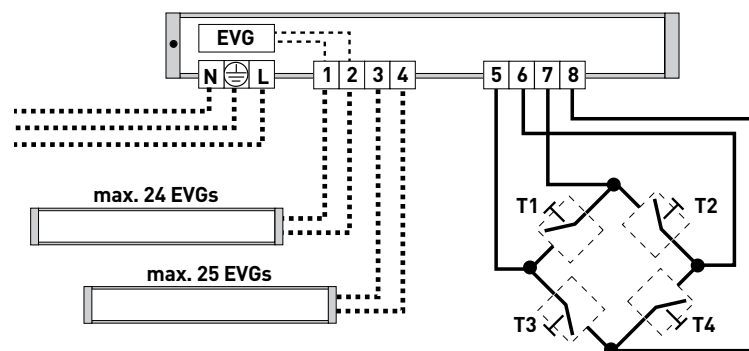 EVG
N L 1 2 3 4 5 6 7 8
max. 24 EVGs
T1 T2
max. 25 EVGs
T3 T4